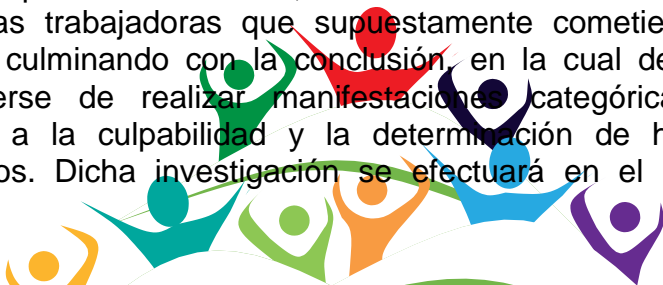 as trabajadoras que supuestamente cometie
culminando con la conclusión, en la cual de
erse de realizar manifestaciones categórica
a la culpabilidad y la determinación de h
os. Dicha investigación se efectuará en el